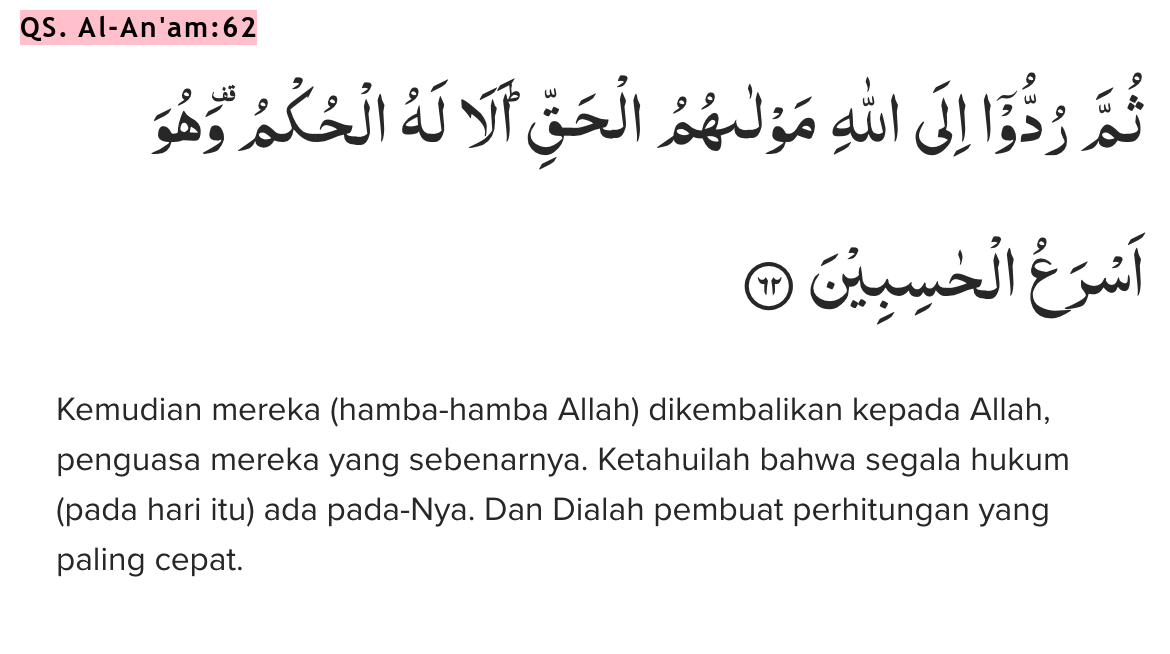 QS. Al-An'am:62
ثُمَّ رُدُّوْٓا اِلَى اللّٰهِ مَوْلٰىهُمُ الْحَقِّۗ اَلَا لَهُ الْحُكْمُ ۗوَهُوَ
اَسْرَعُ الْحٰسِبِيْنَ ٦٢
Kemudian mereka (hamba-hamba Allah) dikembalikan kepada Allah,
penguasa mereka yang sebenarnya. Ketahuilah bahwa segala hukum
(pada hari itu) ada pada-Nya. Dan Dialah pembuat perhitungan yang
paling cepat.